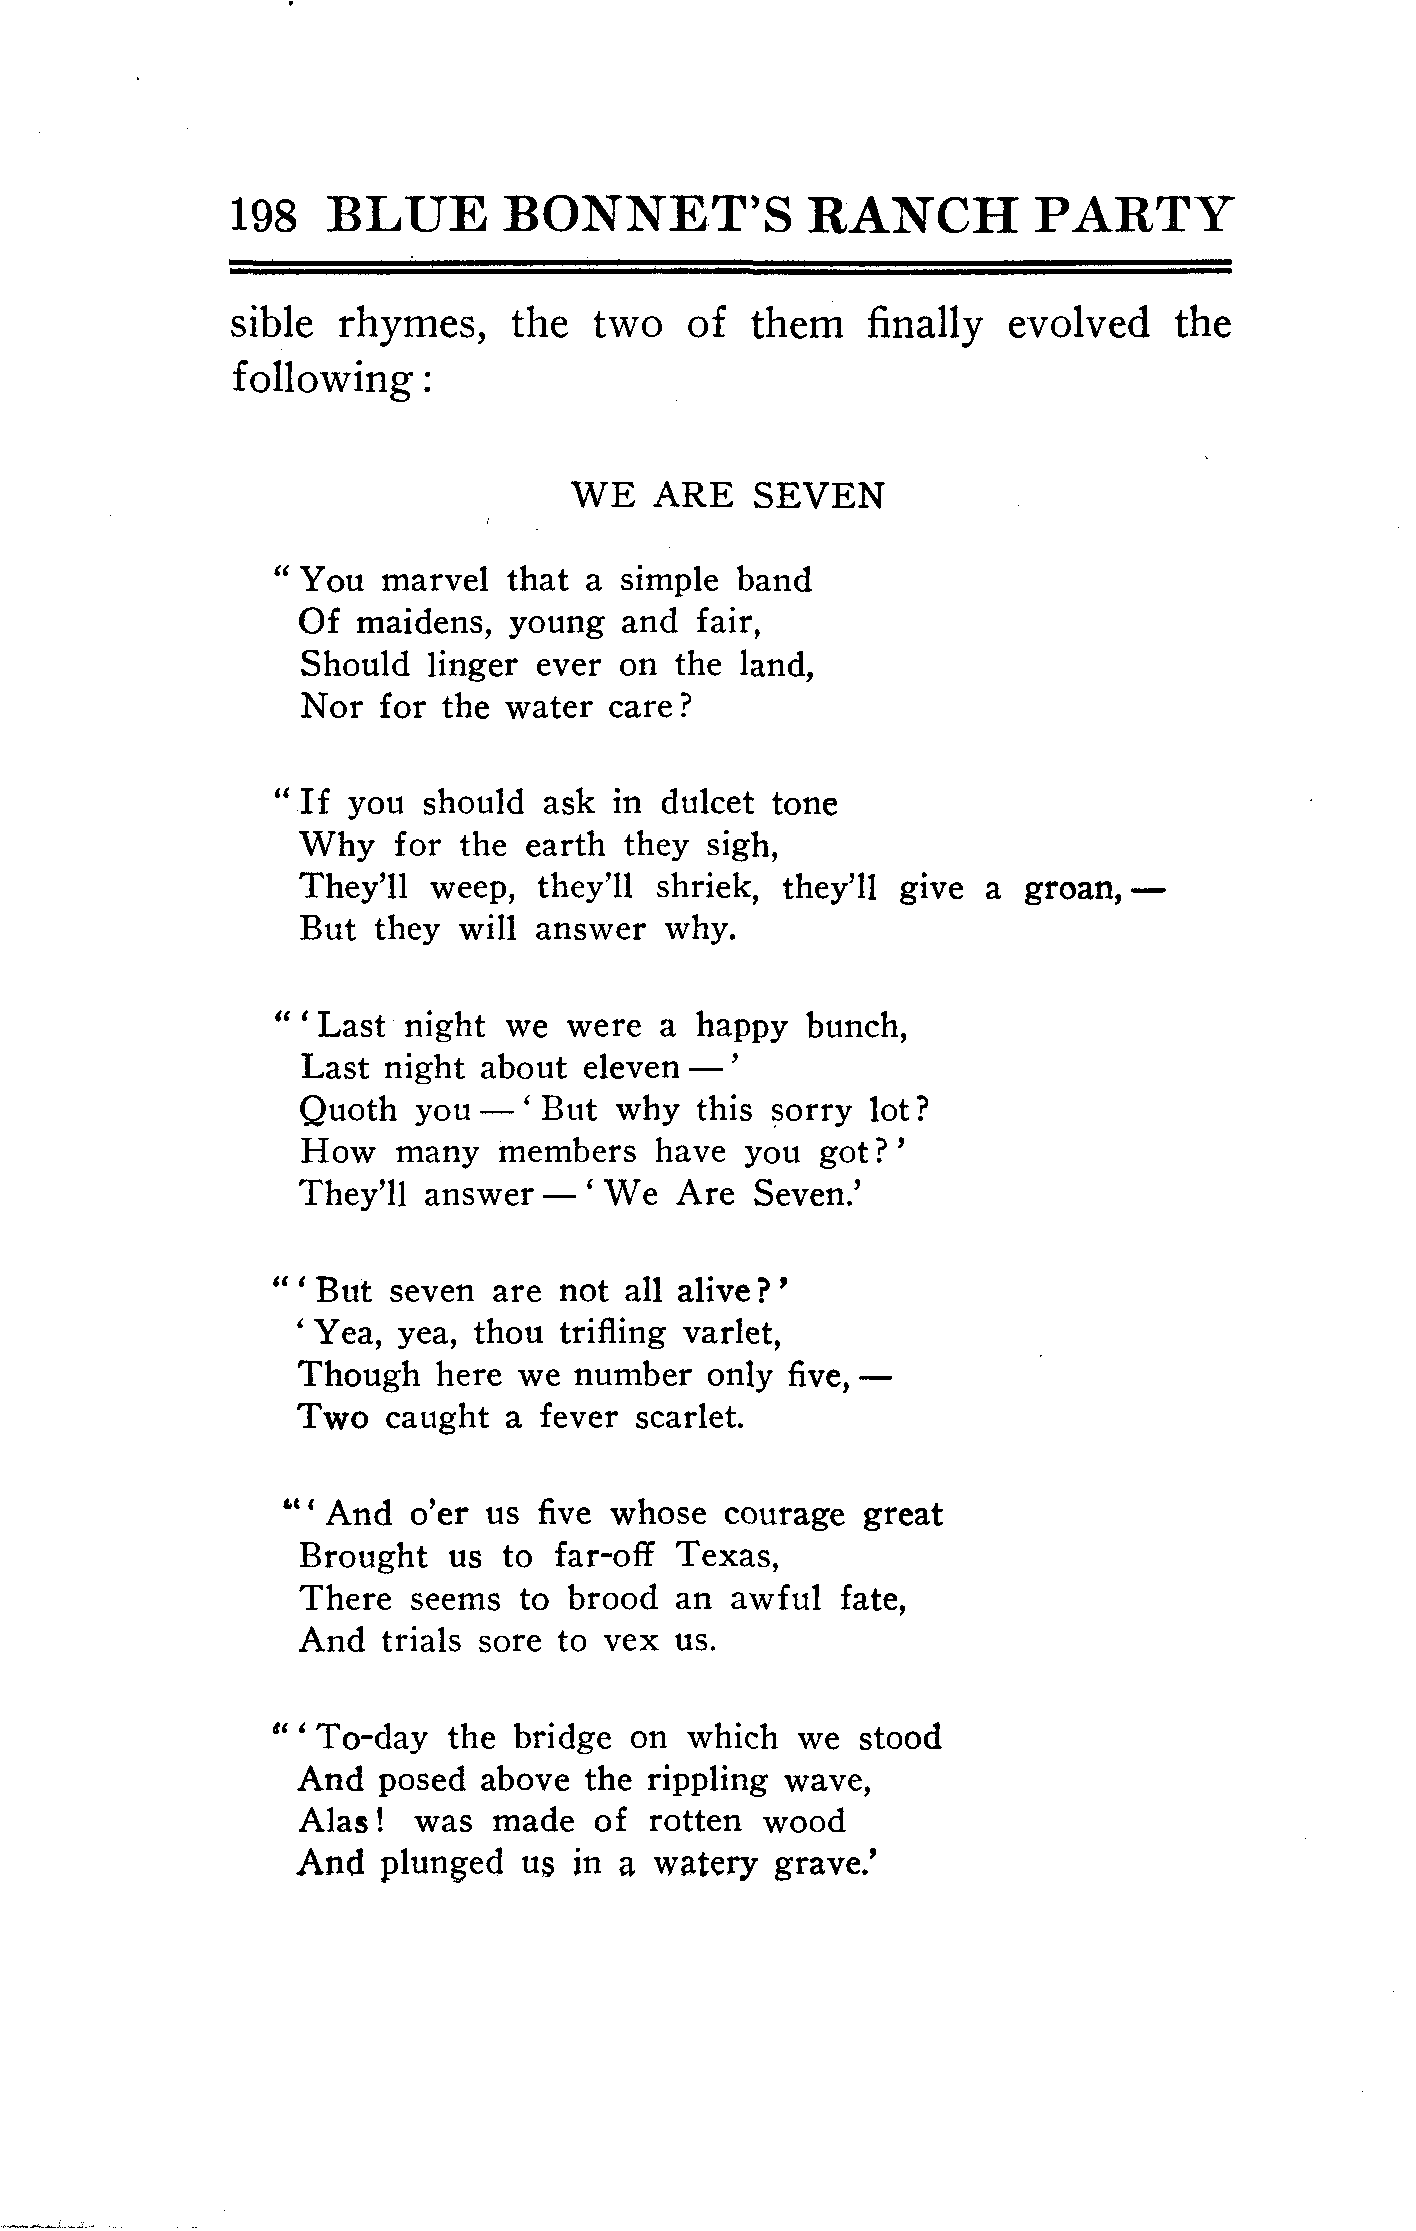 198 BLUE BONNET'S RANCH PARTY
sible rhymes, the two of them finally evolved the
following:
WE ARE SEVEN
"You marvel that a simple band
Of maidens, young and fair,
Should linger ever on the land,
Nor for the water care?
"If you should ask in dulcet tone
Why for the earth they sigh,
They'll weep, they'll shriek, they'll give a groan,—
But they will answer why.
"'Last night we were a happy bunch,
Last night about eleven—'
Quoth you—'But why this sorry lot?
How many members have you got?'
They'll answer—'We Are Seven.'
"'But seven are not all alive?'
'Yea, yea, thou trifling varlet,
Though here we number only five,—
Two caught a fever scarlet.
"'And o'er us five whose courage great
Brought us to far-off Texas,
There seems to brood an awful fate,
And trials sore to vex us.
"'To-day the bridge on which we stood
And posed above the rippling wave,
Alas! was made of rotten wood
And plunged us in a watery grave.'